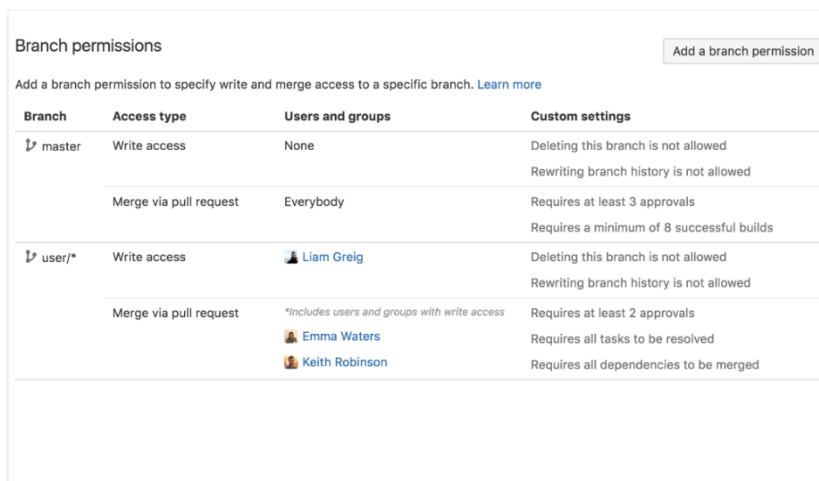 Branch permissions
Add a branch permission
Add a branch permission to specify write and merge access to a specific branch. Learn more
Branch Access type Users and groups Custom settings
master Write access None Deleting this branch is not allowed
Rewriting branch history is not allowed
Merge via pull request Everybody Requires at least 3 approvals
Requires a minimum of 8 successful builds
user/* Write access Liam Greig Deleting this branch is not allowed
Rewriting branch history is not allowed
Merge via pull request *Includes users and groups with write access Requires at least 2 approvals
Emma Waters Requires all tasks to be resolved
Keith Robinson Requires all dependencies to be merged